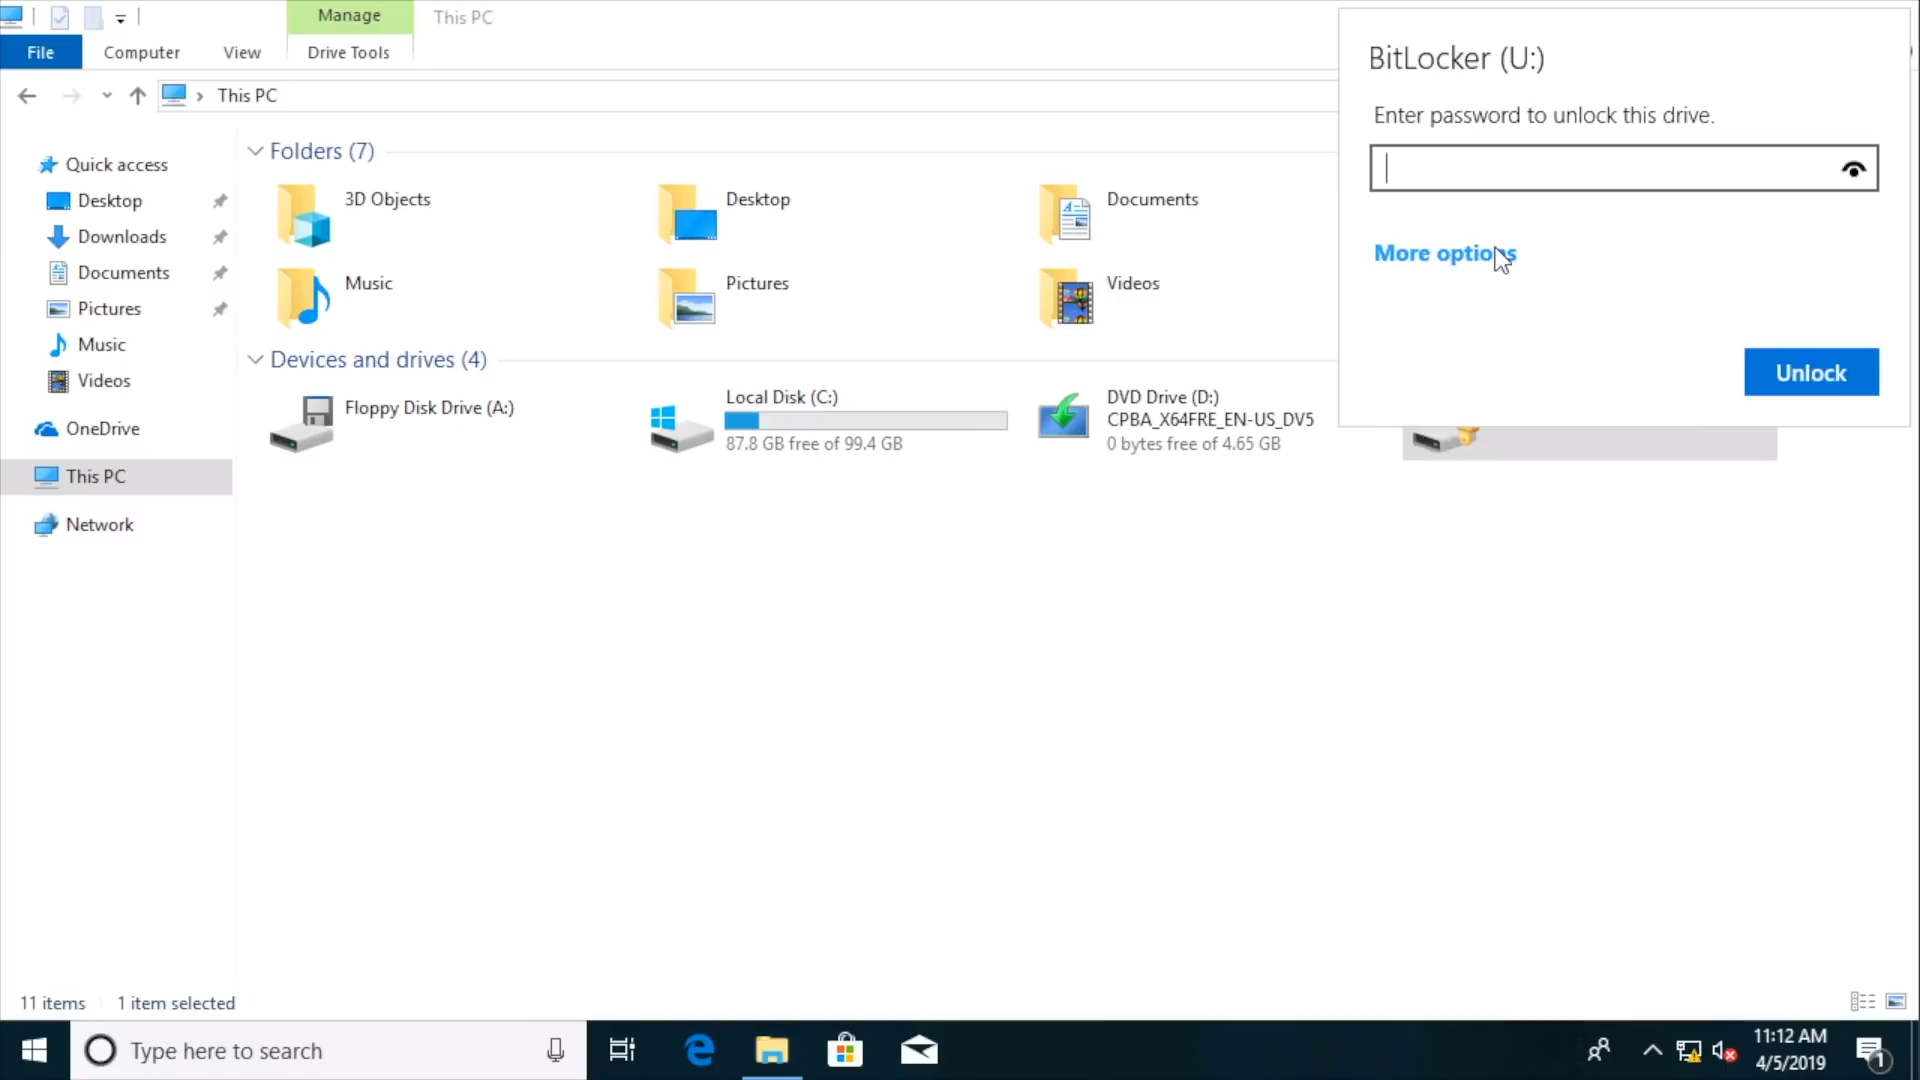 Manage
This PC
File
Computer
View
Drive Tools
This PC
Quick access
Desktop
Downloads
Documents
Pictures
Music
Videos
OneDrive
This PC
Network
Folders (7)
3D Objects
Desktop
Documents
Music
Pictures
Videos
Devices and drives (4)
Floppy Disk Drive (A:)
Local Disk (C:)
87.8 GB free of 99.4 GB
DVD Drive (D:)
CPBA_X64FRE_EN-US_DV5
0 bytes free of 4.65 GB
BitLocker (U:)
Enter password to unlock this drive.
More options
Unlock
11 items
1 item selected
Type here to search
11:12 AM
4/5/2019
1